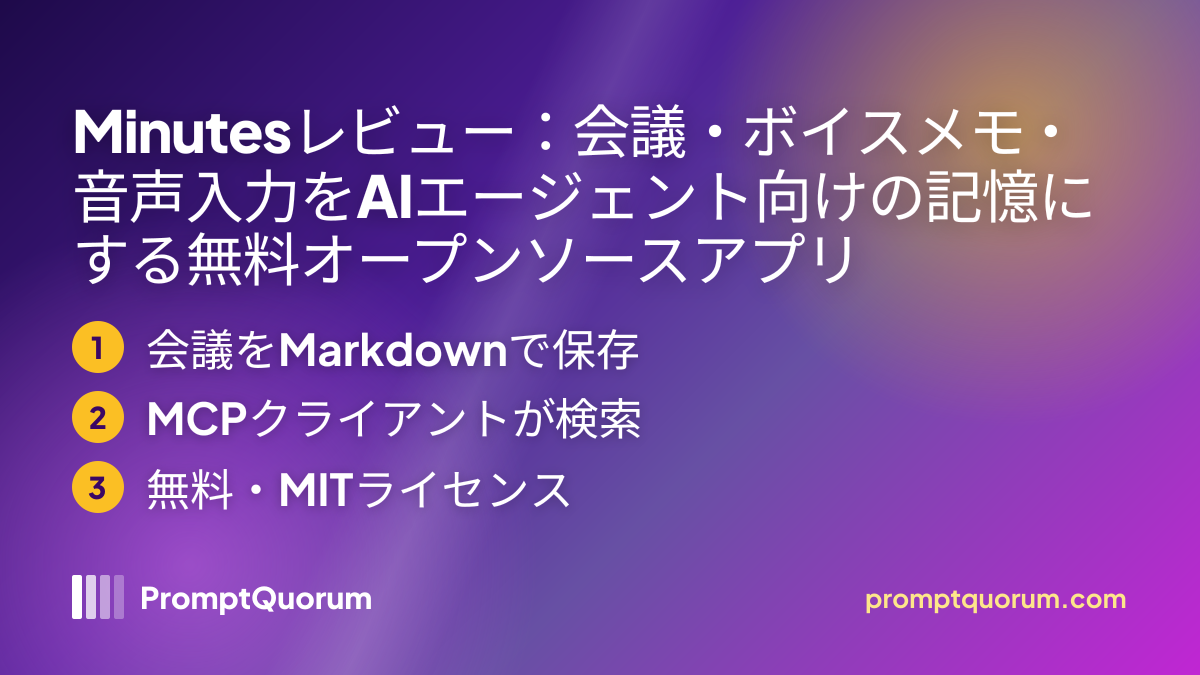 Minutesレビュー：会議・ボイスメモ・
音声入力をAIエージェント向けの記憶に
する無料オープンソースアプリ
1 会議をMarkdownで保存
2 MCPクライアントが検索
3 無料・MITライセンス
PromptQuorum
promptquorum.com